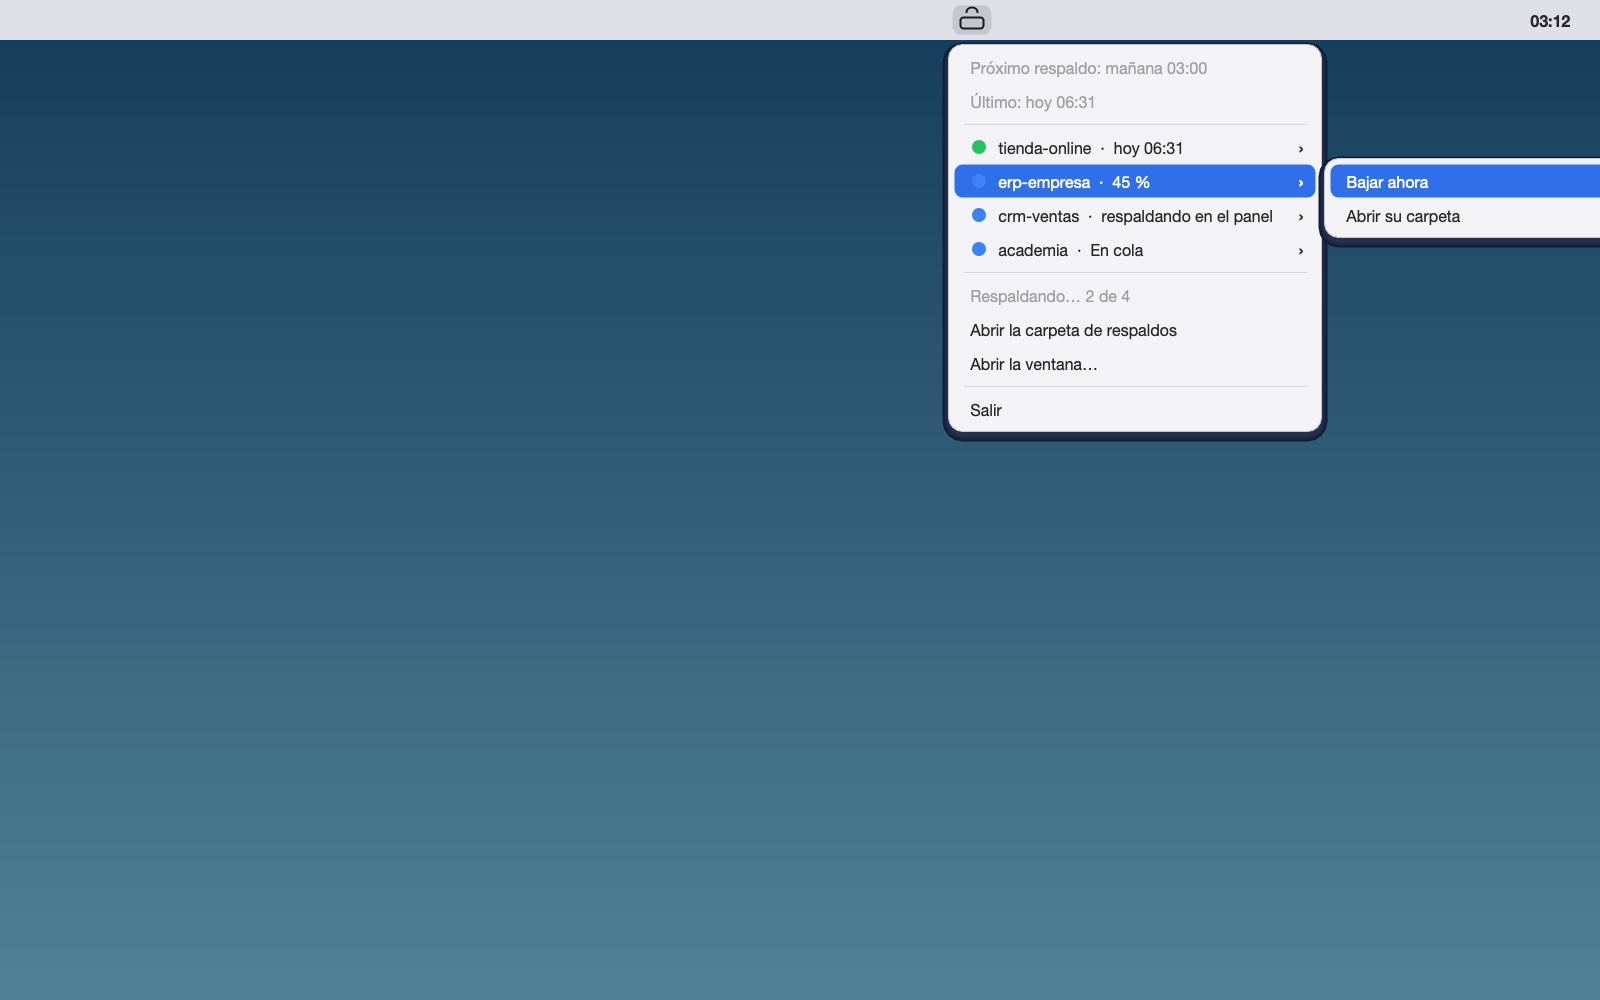 03:12
Próximo respaldo: mañana 03:00
Último: hoy 06:31
tienda-online · hoy 06:31 ›
erp-empresa · 45 % ›
Bajar ahora
crm-ventas · respaldando en el panel ›
Abrir su carpeta
academia · En cola ›
Respaldando… 2 de 4
Abrir la carpeta de respaldos
Abrir la ventana…
Salir